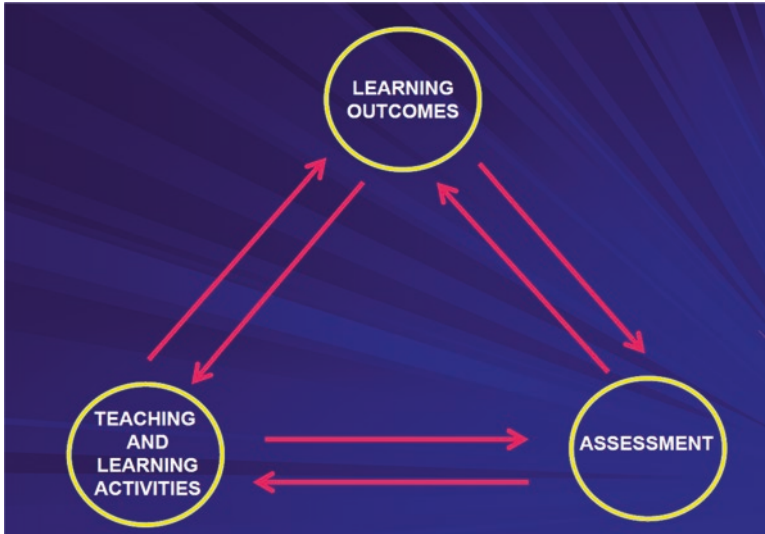 LEARNING
OUTCOMES
TEACHING
AND
LEARNING
ACTIVITIES
ASSESSMENT